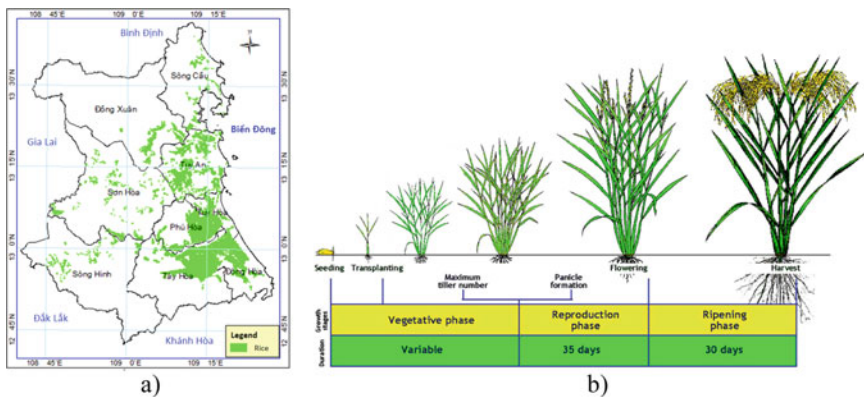 a)
108 45'E 109 0'E 109 15'E
Bình Định
N
Sông Cầu
13 30'N 13 30'N
Đồng Xuân
Gia Lai
Biển Đông
Tuy An
13 15'N 13 15'N
Sơn Hòa
Tuy Hòa
Phú Hòa
13 0'N 13 0'N
Sông Hinh
Tây Hòa
Đông Hòa
Đắk Lắk
12 45'N 12 45'N
Khánh Hòa
Legend
Rice
108 45'E 109 0'E 109 15'E
a)
Seeding Transplanting Flowering Harvest
Maximum
tiller number
Panicle
formation
Growth
stages
Vegetative phase
Reproduction
phase
Ripening
phase
Duration
Variable 35 days 30 days
b)